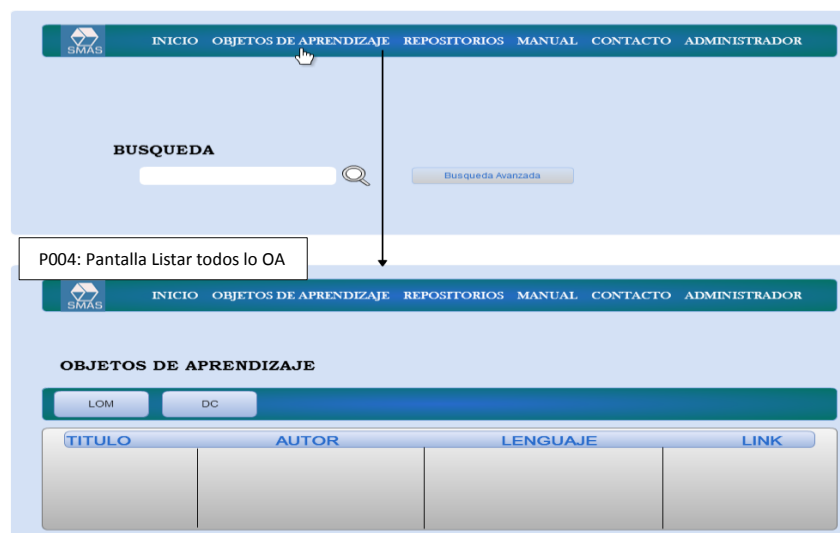 SMAS INICIO OBJETOS DE APRENDIZAJE REPOSITORIOS MANUAL CONTACTO ADMINISTRADOR
BUSQUEDA
Busqueda Avanzada
P004: Pantalla Listar todos lo OA
SMAS INICIO OBJETOS DE APRENDIZAJE REPOSITORIOS MANUAL CONTACTO ADMINISTRADOR
OBJETOS DE APRENDIZAJE
LOM DC
TITULO AUTOR LENGUAJE LINK